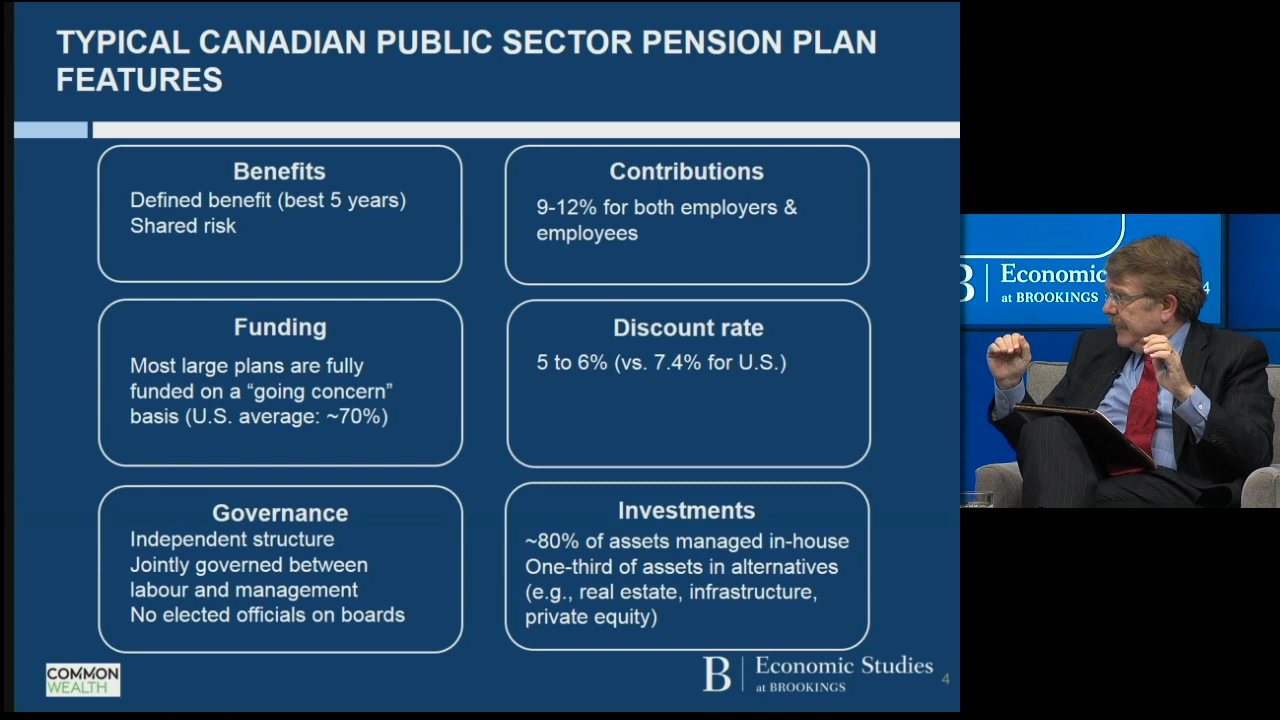 TYPICAL CANADIAN PUBLIC SECTOR PENSION PLAN
FEATURES
Benefits
Defined benefit (best 5 years)
Shared risk
Contributions
9-12% for both employers &
employees
Funding
Most large plans are fully
funded on a “going concern”
basis (U.S. average: ~70%)
Discount rate
5 to 6% (vs. 7.4% for U.S.)
Governance
Independent structure
Jointly governed between
labour and management
No elected officials on boards
Investments
~80% of assets managed in-house
One-third of assets in alternatives
(e.g., real estate, infrastructure,
private equity)
COMMON
WEALTH
B Economic Studies
at BROOKINGS
4
B Economic
at BROOKINGS
4